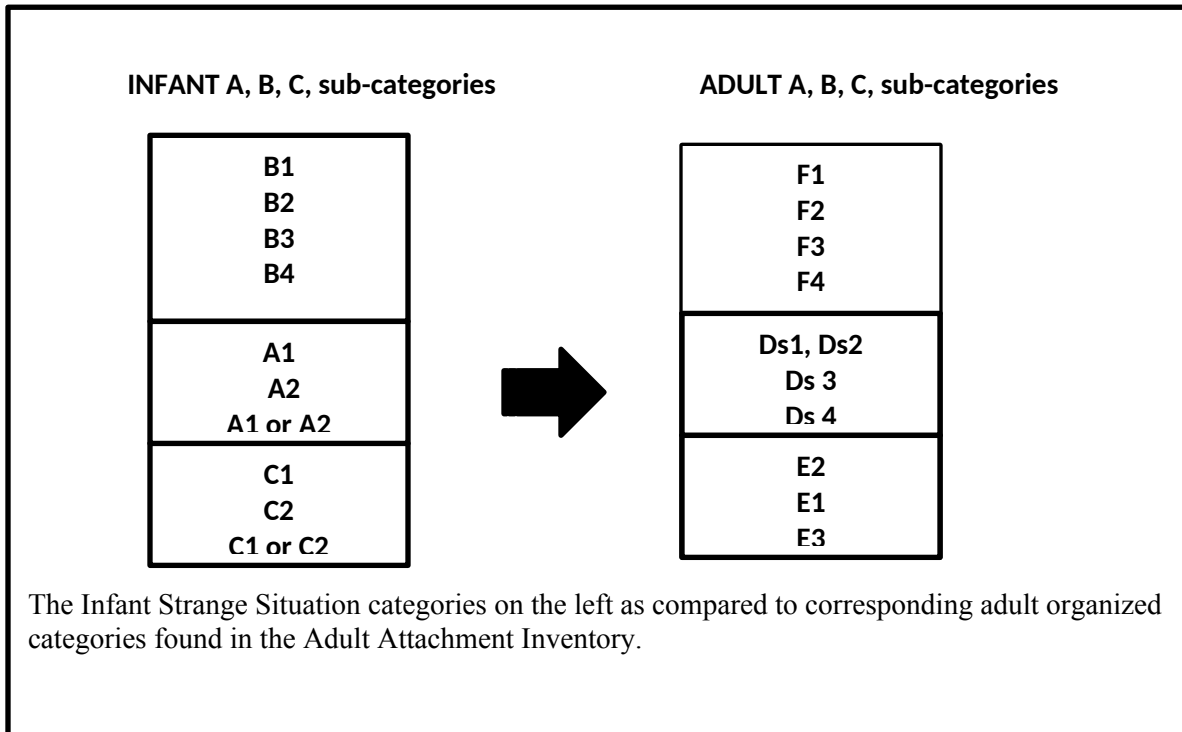 INFANT A, B, C, sub-categories
B1
B2
B3
B4
A1
A2
A1 or A2
C1
C2
C1 or C2
ADULT A, B, C, sub-categories
F1
F2
F3
F4
Ds1, Ds2
Ds 3
Ds 4
E2
E1
E3
The Infant Strange Situation categories on the left as compared to corresponding adult organized
categories found in the Adult Attachment Inventory.